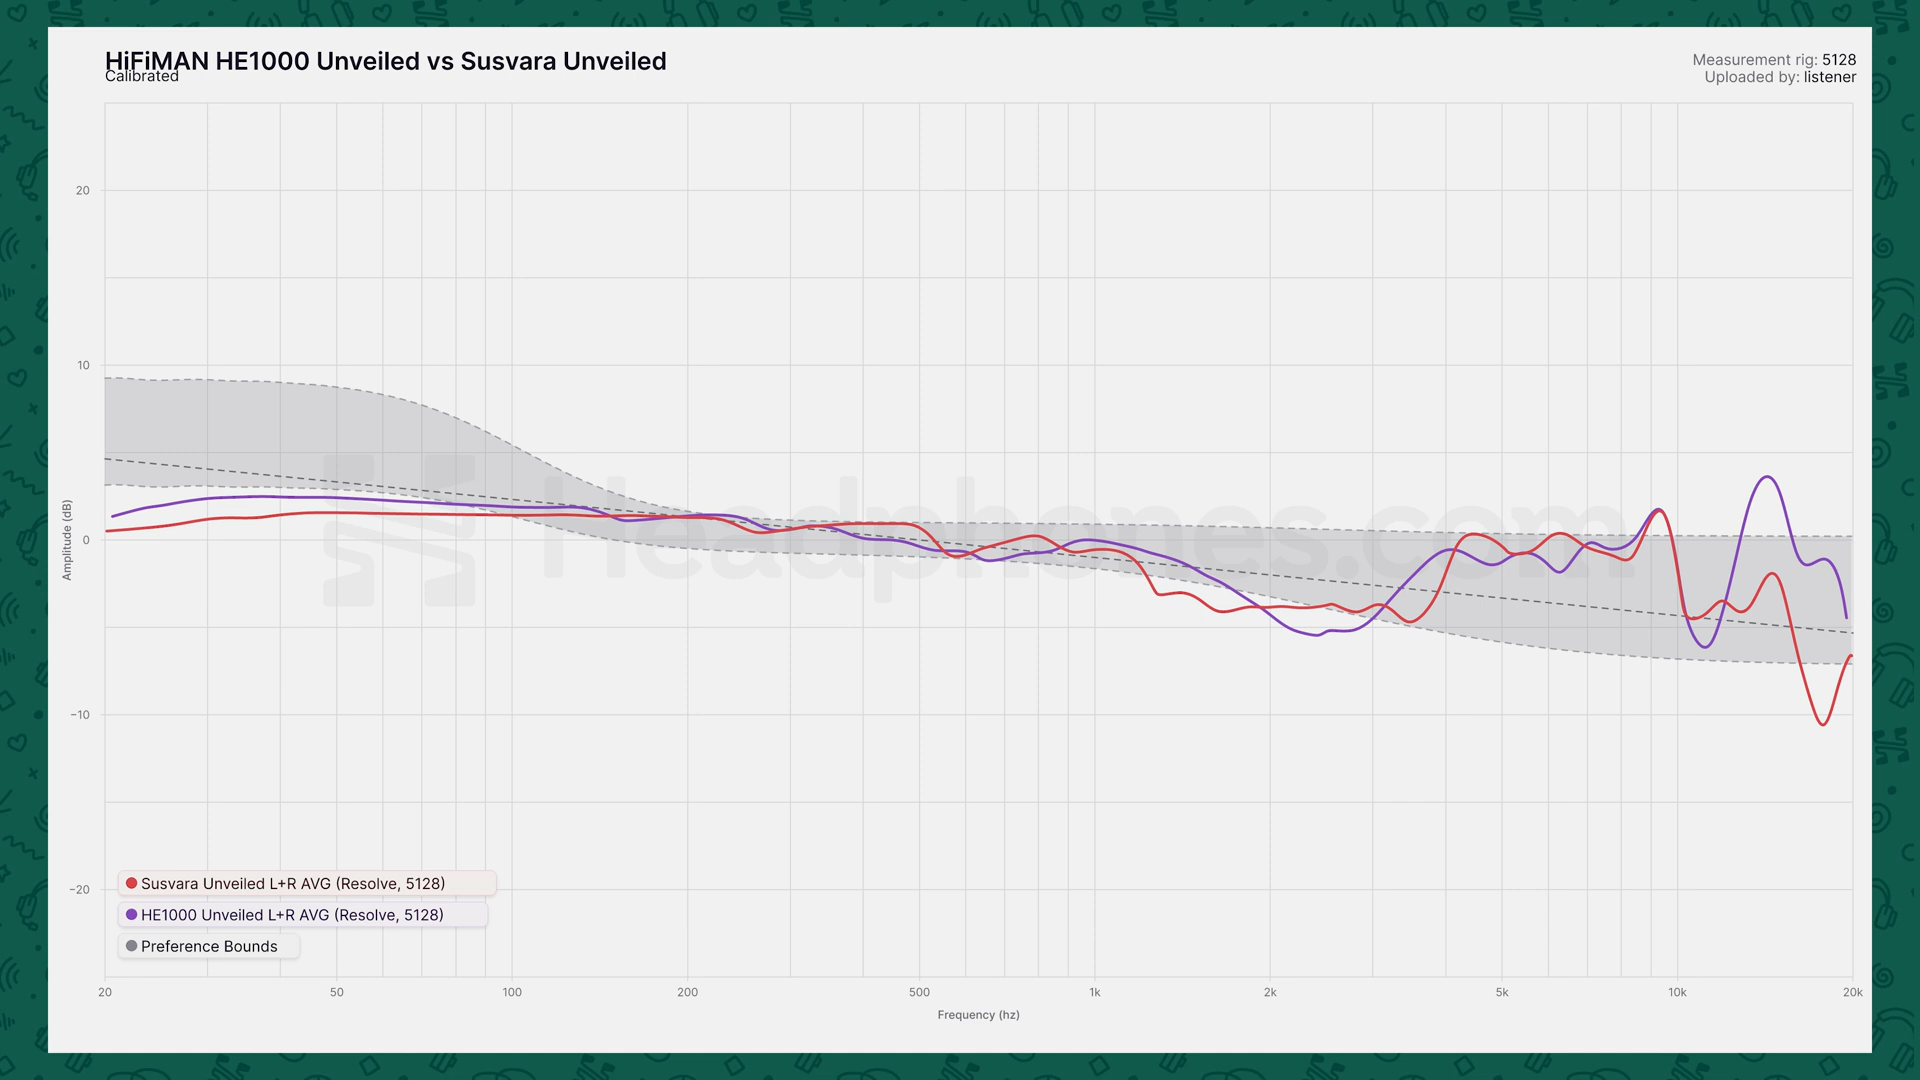 HiFiMAN HE1000 Unveiled vs Susvara Unveiled
Calibrated
Measurement rig: 5128
Uploaded by: listener
20
10
0
−10
−20
Amplitude (dB)
Headphones.com
Susvara Unveiled L+R AVG (Resolve, 5128)
HE1000 Unveiled L+R AVG (Resolve, 5128)
Preference Bounds
20 50 100 200 500 1k 2k 5k 10k 20k
Frequency (hz)